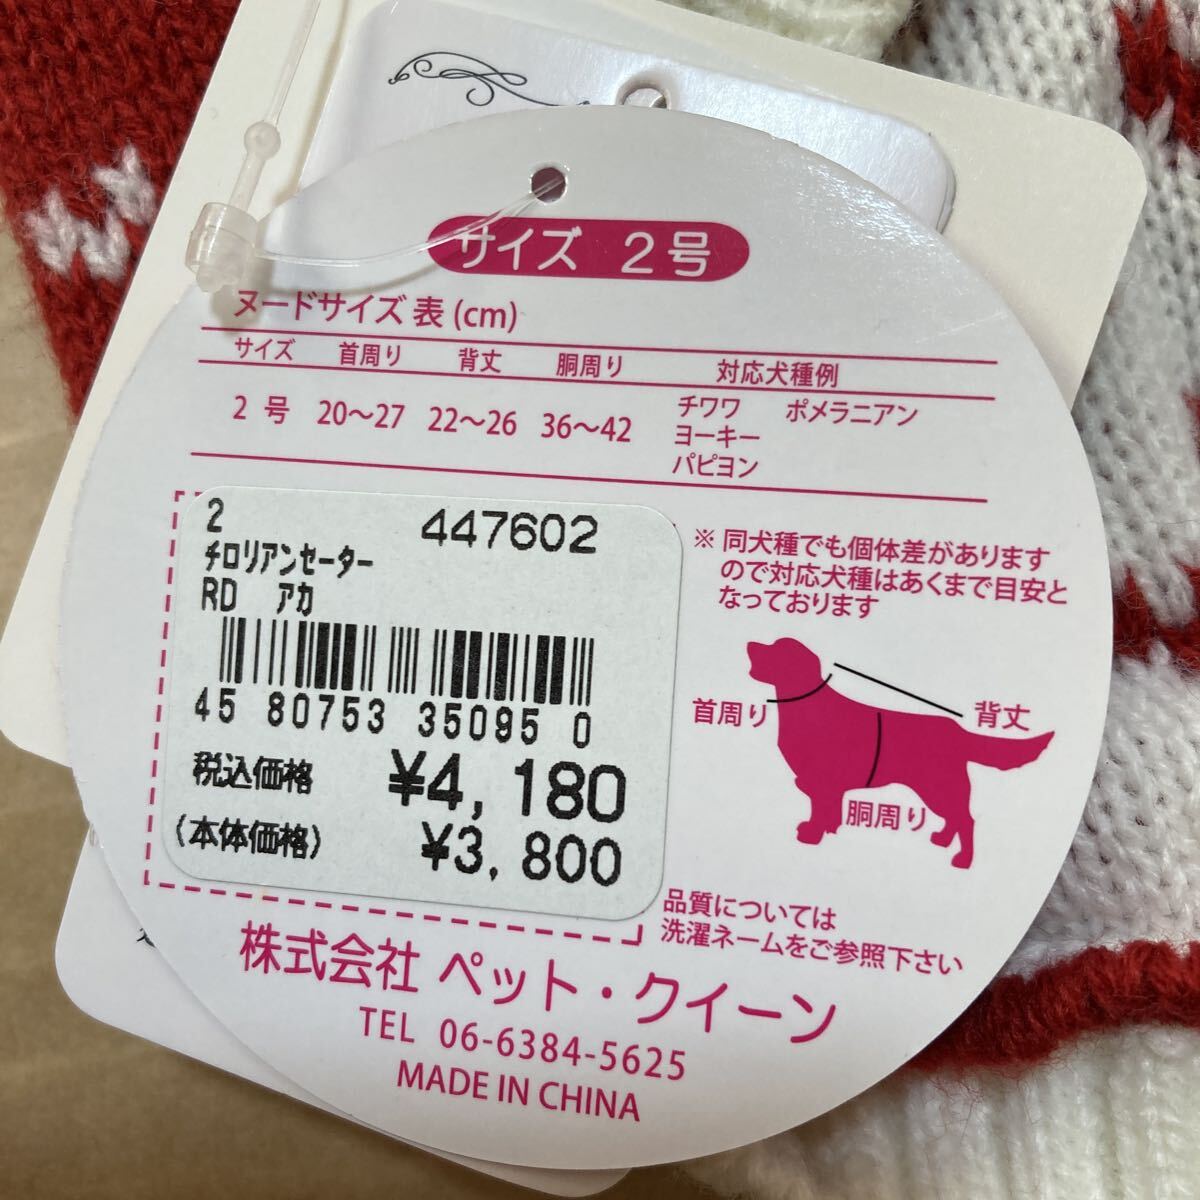 サイズ 2号
ヌードサイズ表(cm)
サイズ 首周り 背丈 胴周り 対応犬種例
2号 20～27 22～26 36～42 チワワ ポメラニアン
ヨーキー
パピヨン
2 447602
チロリアンセーター
RD アカ
45 80753 35095 0
税込価格 ¥4,180
(本体価格) ¥3,800
※ 同犬種でも個体差があります
ので対応犬種はあくまで目安と
なっております
首周り
背丈
胴周り
品質については
洗濯ネームをご参照下さい
株式会社 ペット・クイーン
TEL 06-6384-5625
MADE IN CHINA